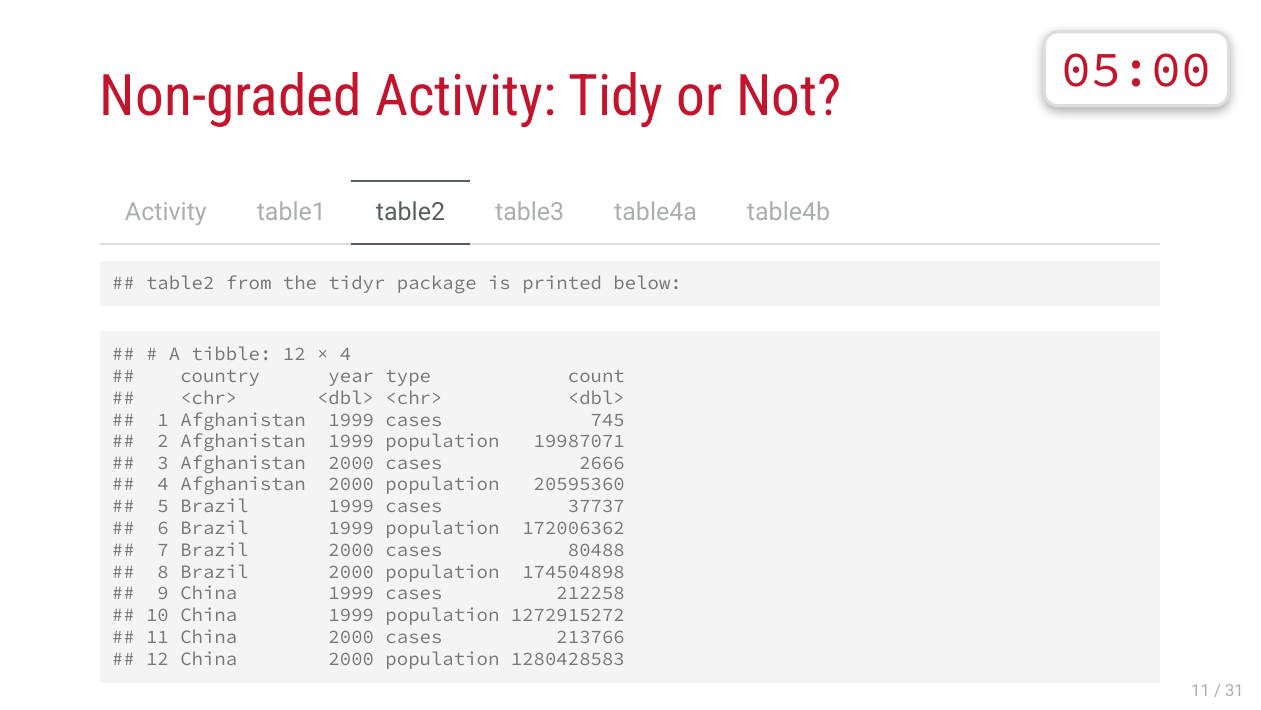 Non-graded Activity: Tidy or Not?
05:00
Activity table1 table2 table3 table4a table4b
## table2 from the tidyr package is printed below:
## # A tibble: 12 × 4
##    country      year type            count
##    <chr>       <dbl> <chr>           <dbl>
##  1 Afghanistan  1999 cases             745
##  2 Afghanistan  1999 population   19987071
##  3 Afghanistan  2000 cases            2666
##  4 Afghanistan  2000 population   20595360
##  5 Brazil       1999 cases           37737
##  6 Brazil       1999 population  172006362
##  7 Brazil       2000 cases           80488
##  8 Brazil       2000 population  174504898
##  9 China        1999 cases          212258
## 10 China        1999 population 1272915272
## 11 China        2000 cases          213766
## 12 China        2000 population 1280428583
11 / 31